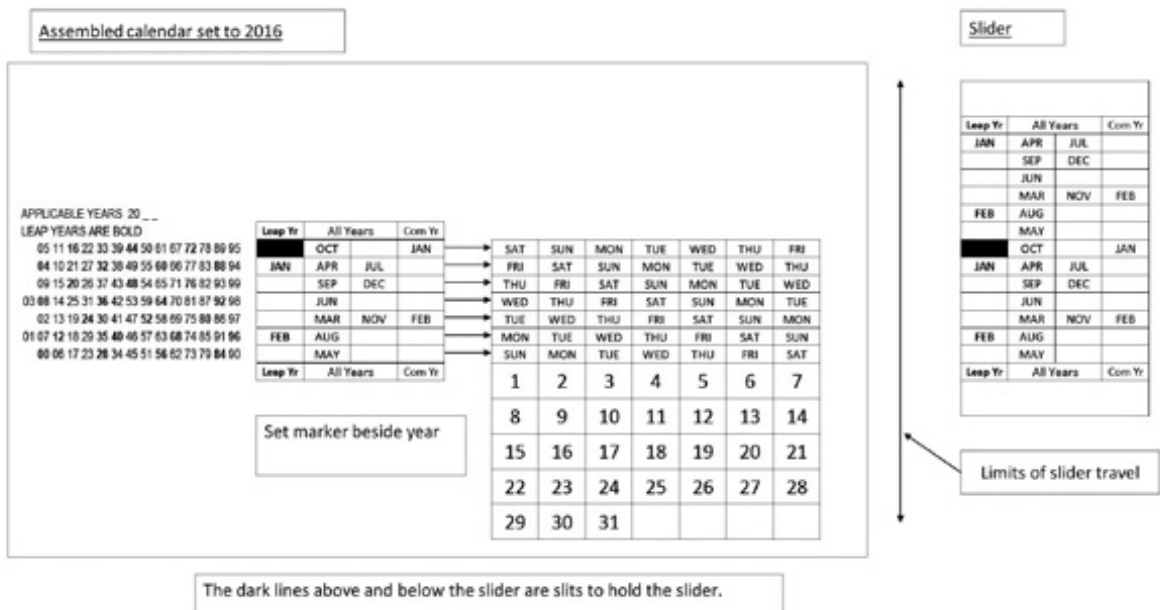 Assembled calendar set to 2016
Slider
Leap Yr All Years Com Yr
JAN APR JUL
SEP DEC
JUN
MAR NOV FEB
FEB AUG
MAY
OCT JAN
JAN APR JUL
SEP DEC
JUN
MAR NOV FEB
FEB AUG
MAY
Leap Yr All Years Com Yr
APPLICABLE YEARS 20 _ _
LEAP YEARS ARE BOLD
Leap Yr All Years Com Yr
05 11 16 22 33 39 44 50 61 67 72 78 89 95 OCT JAN SAT SUN MON TUE WED THU FRI
04 10 21 27 32 38 49 55 60 66 77 83 88 94 JAN APR JUL FRI SAT SUN MON TUE WED THU
09 15 20 26 37 43 48 54 65 71 76 82 93 99 SEP DEC THU FRI SAT SUN MON TUE WED
03 08 14 25 31 36 42 53 59 64 70 81 87 92 98 JUN WED THU FRI SAT SUN MON TUE
02 13 19 24 30 41 47 52 58 69 75 80 86 97 MAR NOV FEB TUE WED THU FRI SAT SUN MON
01 07 12 18 29 35 40 46 57 63 68 74 85 91 96 FEB AUG MON TUE WED THU FRI SAT SUN
00 06 17 23 28 34 45 51 56 62 73 79 84 90 MAY SUN MON TUE WED THU FRI SAT
Leap Yr All Years Com Yr
1 2 3 4 5 6 7
8 9 10 11 12 13 14
15 16 17 18 19 20 21
22 23 24 25 26 27 28
29 30 31
Set marker beside year
Limits of slider travel
The dark lines above and below the slider are slits to hold the slider.